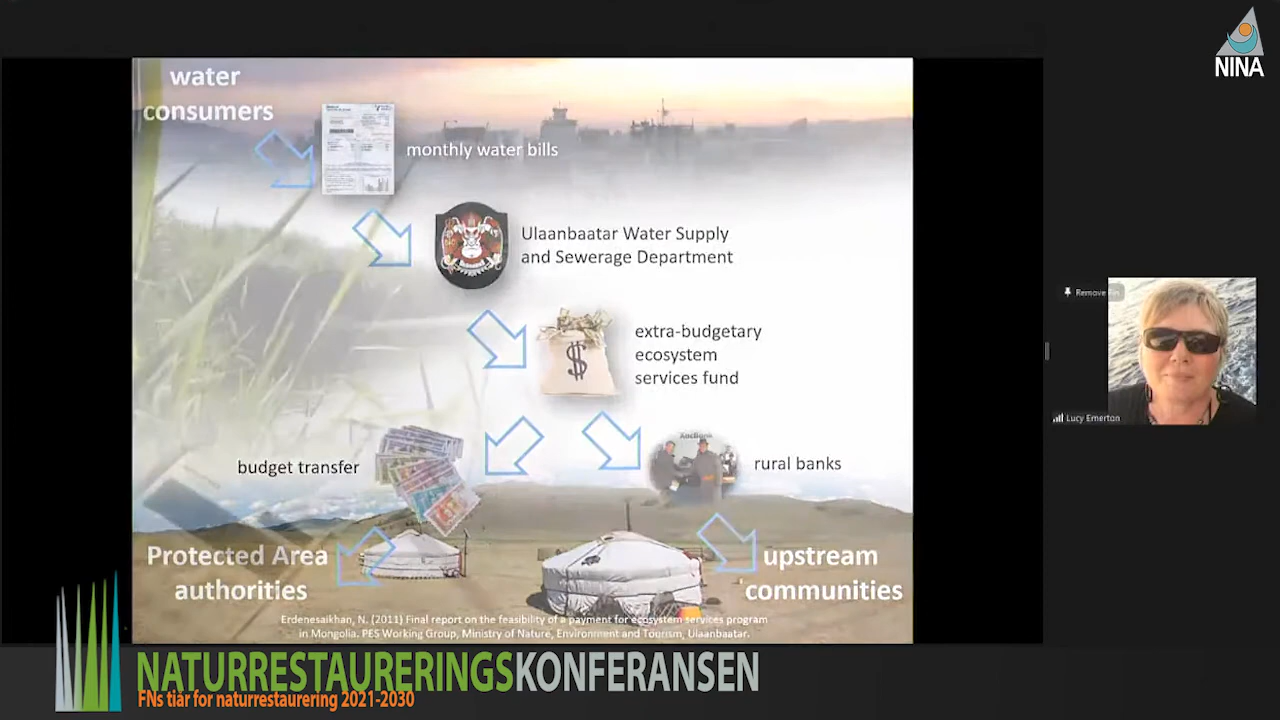 NINA
water
consumers
monthly water bills
Ulaanbaatar Water Supply
and Sewerage Department
extra-budgetary
ecosystem
services fund
$
budget transfer
XacBank
rural banks
Protected Area
authorities
upstream
communities
Erdenesaikhan, N. (2011) Final report on the feasibility of a payment for ecosystem services program
in Mongolia. PES Working Group, Ministry of Nature, Environment and Tourism, Ulaanbaatar.
Remove
Lucy Emerton
NATURRESTAURERINGSKONFERANSEN
FNs tiår for naturrestaurering 2021-2030